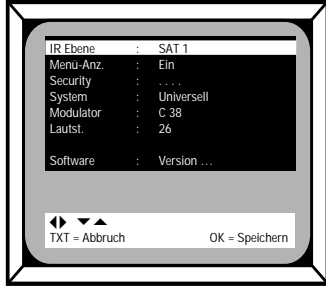 IR Ebene : SAT 1
Menü-Anz. : Ein
Security : . . . .
System : Universell
Modulator : C 38
Lautst. : 26
Software : Version ...
TXT = Abbruch OK = Speichern